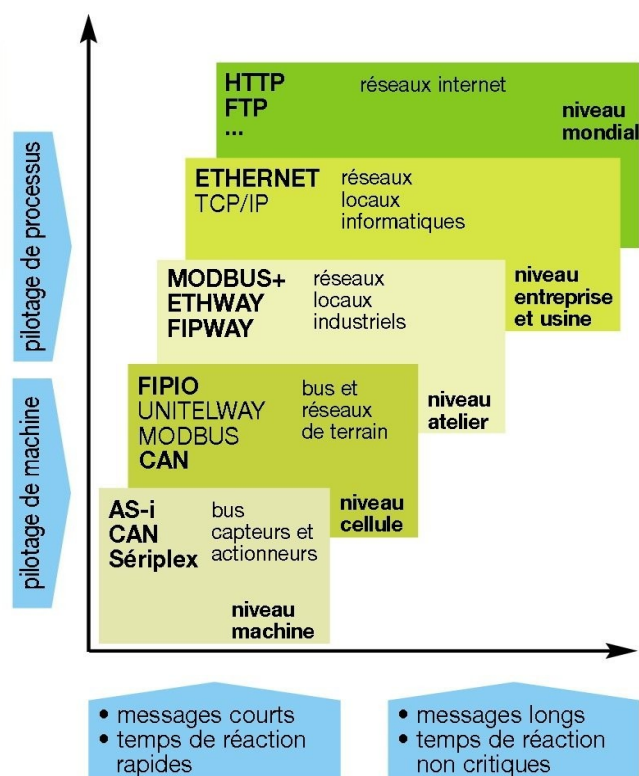 HTTP
FTP
...
réseaux internet
niveau
mondial
ETHERNET
TCP/IP
réseaux
locaux
informatiques
niveau
entreprise
et usine
MODBUS+
ETHWAY
FIPWAY
réseaux
locaux
industriels
niveau
atelier
FIPIO
UNITELWAY
MODBUS
CAN
bus et
réseaux
de terrain
niveau
cellule
AS-i
CAN
Sériplex
bus
capteurs et
actionneurs
niveau
machine
pilotage de processus
pilotage de machine
• messages courts
• temps de réaction
rapides
• messages longs
• temps de réaction
non critiques